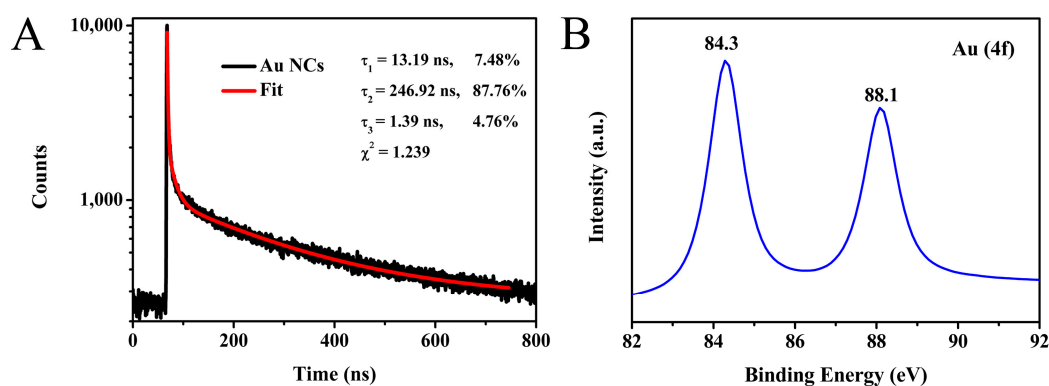 A
10,000
1,000
Counts
0 200 400 600 800
Time (ns)
Au NCs
Fit
τ₁ = 13.19 ns, 7.48%
τ₂ = 246.92 ns, 87.76%
τ₃ = 1.39 ns, 4.76%
χ² = 1.239
B
Au (4f)
84.3
88.1
Intensity (a.u.)
82 84 86 88 90 92
Binding Energy (eV)